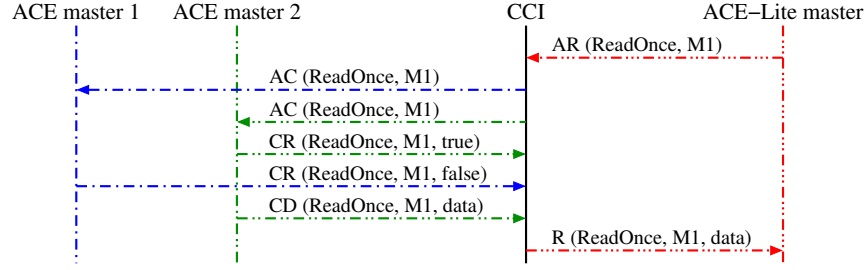 ACE master 1 ACE master 2 CCI ACE−Lite master
AR (ReadOnce, M1)
AC (ReadOnce, M1)
AC (ReadOnce, M1)
CR (ReadOnce, M1, true)
CR (ReadOnce, M1, false)
CD (ReadOnce, M1, data)
R (ReadOnce, M1, data)